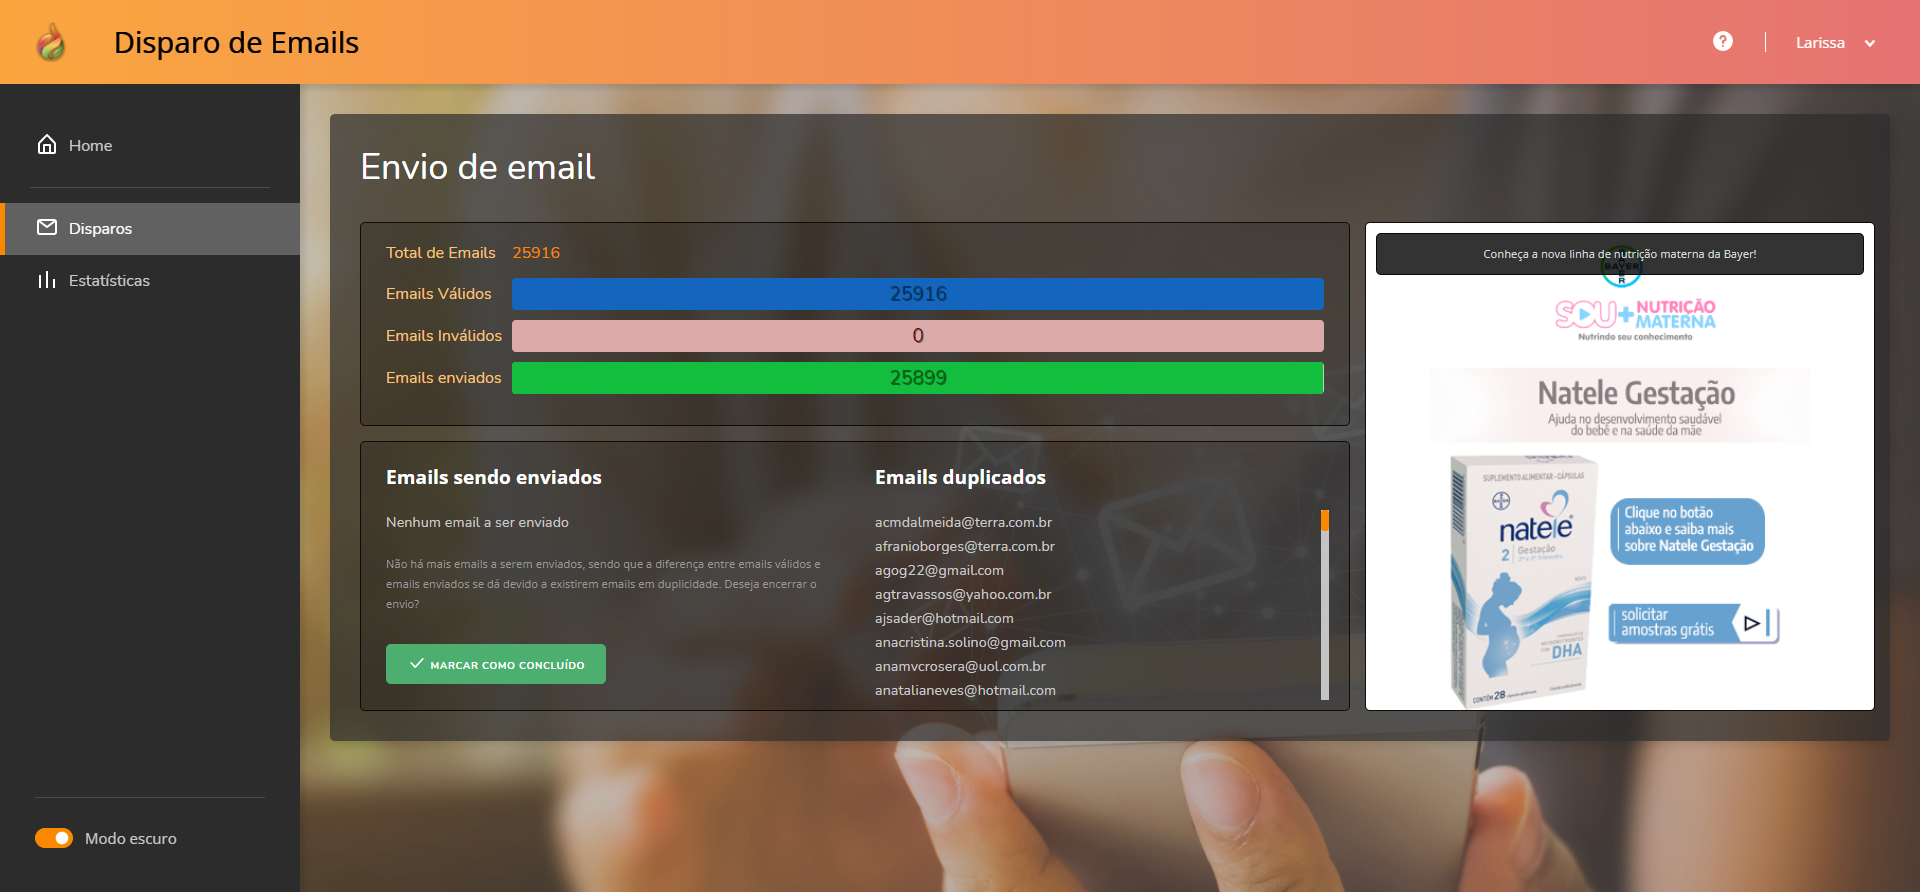 Disparo de Emails
Larissa
Home
Disparos
Estatísticas
Modo escuro
Envio de email
Total de Emails 25916
Emails Válidos 25916
Emails Inválidos 0
Emails enviados 25899
Emails sendo enviados
Nenhum email a ser enviado
Não há mais emails a serem enviados, sendo que a diferença entre emails válidos e
emails enviados se dá devido a existirem emails em duplicidade. Deseja encerrar o
envio?
MARCAR COMO CONCLUÍDO
Emails duplicados
acmdalmeida@terra.com.br
afranioborges@terra.com.br
agog22@gmail.com
agtravassos@yahoo.com.br
ajsader@hotmail.com
anacristina.solino@gmail.com
anamvcrosera@uol.com.br
anatalianeves@hotmail.com
Conheça a nova linha de nutrição materna da Bayer!
BAYER
SOU+NUTRIÇÃO
MATERNA
Nutrindo seu conhecimento
Natele Gestação
Ajuda no desenvolvimento saudável
do bebê e na saúde da mãe
SUPLEMENTO ALIMENTAR - CÁPSULAS
natele
2 Gestação
DHA
CONTÉM 28
Clique no botão
abaixo e saiba mais
sobre Natele Gestação
solicitar
amostras grátis